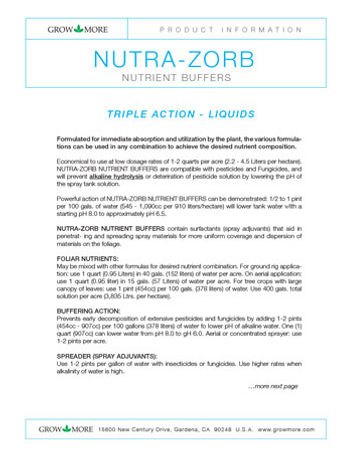 GROW MORE
PRODUCT INFORMATION
NUTRA-ZORB
NUTRIENT BUFFERS
TRIPLE ACTION - LIQUIDS
Formulated for immediate absorption and utilization by the plant, the various formula-
tions can be used in any combination to achieve the desired nutrient composition.
Economical to use at low dosage rates of 1-2 quarts per acre (2.2 - 4.5 Liters per hectare).
NUTRA-ZORB NUTRIENT BUFFERS are compatible with pesticides and Fungicides, and
will prevent alkaline hydrolysis or deterination of pesticide solution by lowering the pH of
the spray tank solution.
Powerful action of NUTRA-ZORB NUTRIENT BUFFERS can be demonstrated: 1/2 to 1 pint
per 100 gals. of water (545 - 1,090cc per 910 liters/hectare) will lower tank water with a
starting pH 8.0 to approximately pH 6.5.
NUTRA-ZORB NUTRIENT BUFFERS contain surfactants (spray adjuvants) that aid in
penetrat- ing and spreading spray materials for more uniform coverage and dispersion of
materials on the foliage.
FOLIAR NUTRIENTS:
May be mixed with other formulas for desired nutrient combination. For ground rig applica-
tion: use 1 quart (0.95 Liters) in 40 gals. (152 liters) of water per acre. On aerial application:
use 1 quart (0.95 liter) in 15 gals. (57 Liters) of water per acre. For tree crops with large
canopy of leaves: use 1 pint (454cc) per 100 gals. (378 liters) of water. Use 400 gals. total
solution per acre (3,835 Ltrs. per hectare).
BUFFERING ACTION:
Prevents early decomposition of extensive pesticides and fungicides by adding 1-2 pints
(454cc - 907cc) per 100 gallons (378 liters) of water to lower pH of alkaline water. One (1)
quart (907cc) can lower water from pH 8.0 to pH 6.0. Aerial or concentrated sprayer: use
1-2 pints per acre.
SPREADER (SPRAY ADJUVANTS):
Use 1-2 pints per gallon of water with insecticides or fungicides. Use higher rates when
alkalinity of water is high.
...more next page
GROW MORE 15600 New Century Drive, Gardena, CA 90248 U.S.A. www.growmore.com